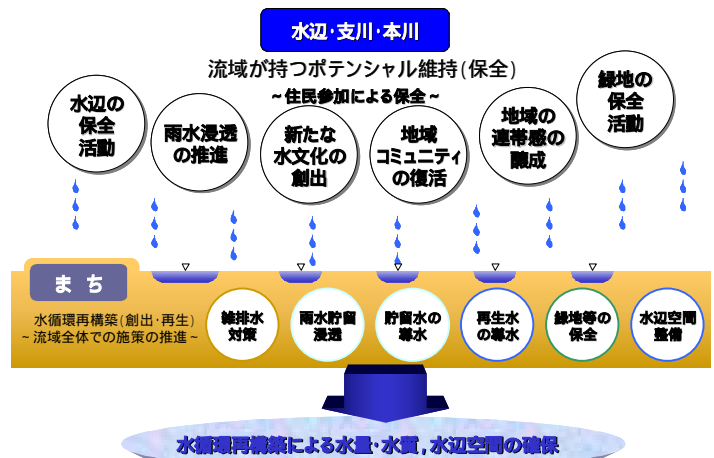 水辺・支川・本川
流域が持つポテンシャル維持(保全)
~住民参加による保全~
水辺の
保全
活動
雨水浸透
の推進
新たな
水文化の
創出
地域
コミュニティ
の復活
地域の
連帯感の
醸成
緑地の
保全
活動
まち
水循環再構築(創出・再生)
~流域全体での施策の推進~
雑排水
対策
雨水貯留
浸透
貯留水の
導水
再生水
の導水
緑地等の
保全
水辺空間
整備
水循環再構築による水量・水質,水辺空間の確保